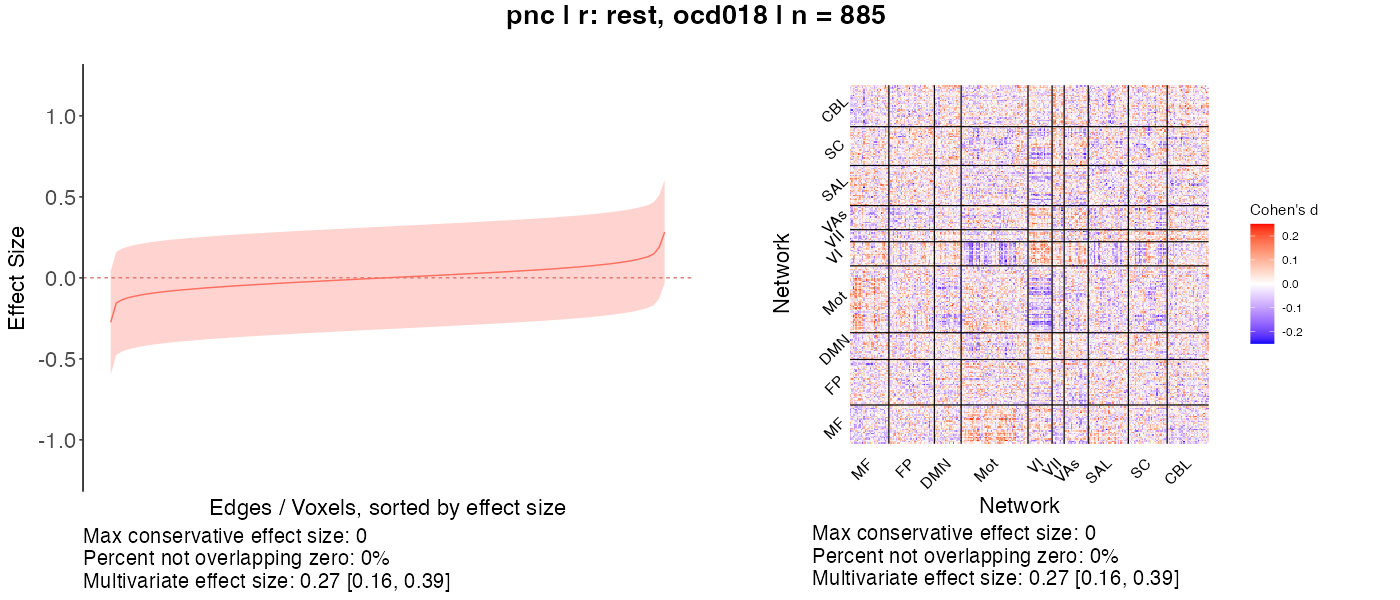 pnc | r: rest, ocd018 | n = 885
Effect Size
1.0
0.5
0.0
-0.5
-1.0
Edges / Voxels, sorted by effect size
Max conservative effect size: 0
Percent not overlapping zero: 0%
Multivariate effect size: 0.27 [0.16, 0.39]
Network
CBL
SC
SAL
VAs
VII
VI
Mot
DMN
FP
MF
MF
FP
DMN
Mot
VI
VII
VAs
SAL
SC
CBL
Network
Max conservative effect size: 0
Percent not overlapping zero: 0%
Multivariate effect size: 0.27 [0.16, 0.39]
Cohen's d
0.2
0.1
0.0
-0.1
-0.2